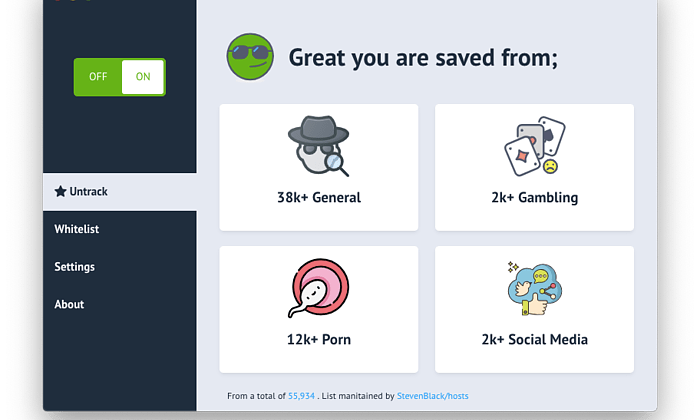 Great you are saved from;
OFF ON
Untrack
Whitelist
Settings
About
38k+ General
2k+ Gambling
12k+ Porn
2k+ Social Media
From a total of 55,934 . List manitained by StevenBlack/hosts